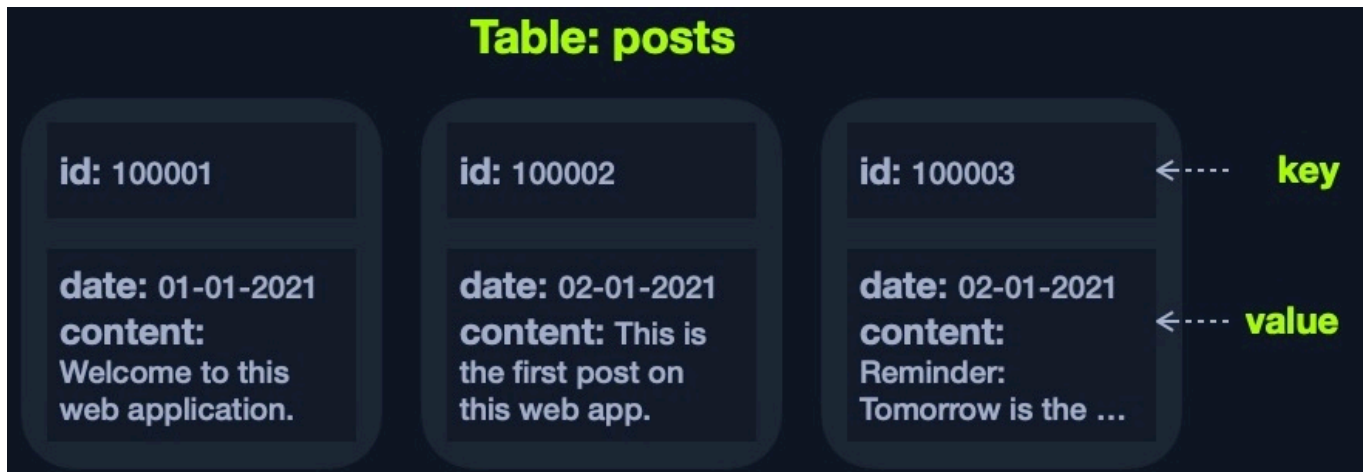 Table: posts
id: 100001
date: 01-01-2021
content:
Welcome to this
web application.
id: 100002
date: 02-01-2021
content: This is
the first post on
this web app.
id: 100003
date: 02-01-2021
content:
Reminder:
Tomorrow is the ...
key
value